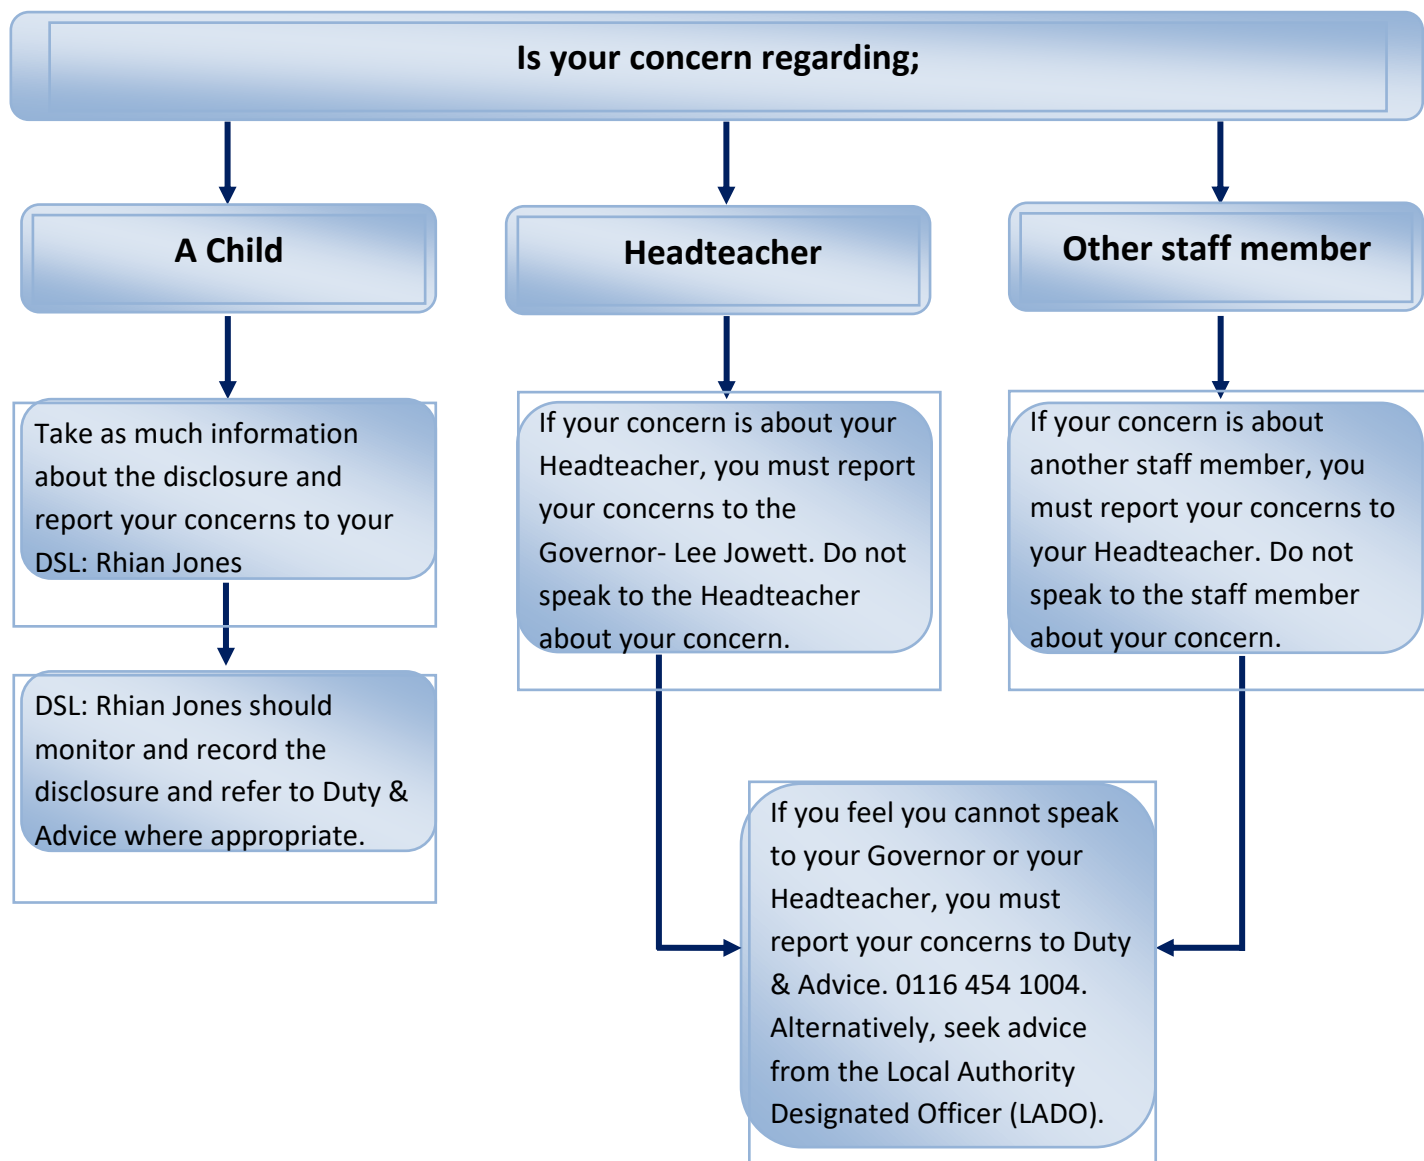 Is your concern regarding;
A Child
Headteacher
Other staff member
Take as much information
about the disclosure and
report your concerns to your
DSL: Rhian Jones
If your concern is about your
Headteacher, you must report
your concerns to the
Governor- Lee Jowett. Do not
speak to the Headteacher
about your concern.
If your concern is about
another staff member, you
must report your concerns to
your Headteacher. Do not
speak to the staff member
about your concern.
DSL: Rhian Jones should
monitor and record the
disclosure and refer to Duty &
Advice where appropriate.
If you feel you cannot speak
to your Governor or your
Headteacher, you must
report your concerns to Duty
& Advice. 0116 454 1004.
Alternatively, seek advice
from the Local Authority
Designated Officer (LADO).